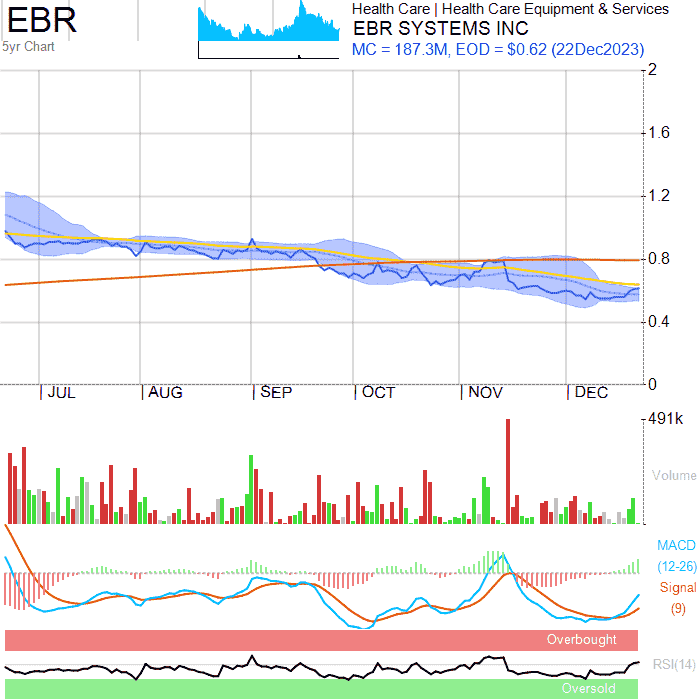 EBR
5yr Chart
Health Care | Health Care Equipment & Services
EBR SYSTEMS INC
MC = 187.3M, EOD = $0.62 (22Dec2023)
2
1.6
1.2
0.8
0.4
0
JUL AUG SEP OCT NOV DEC
491k
Volume
MACD
(12-26)
Signal
(9)
Overbought
RSI(14)
Oversold